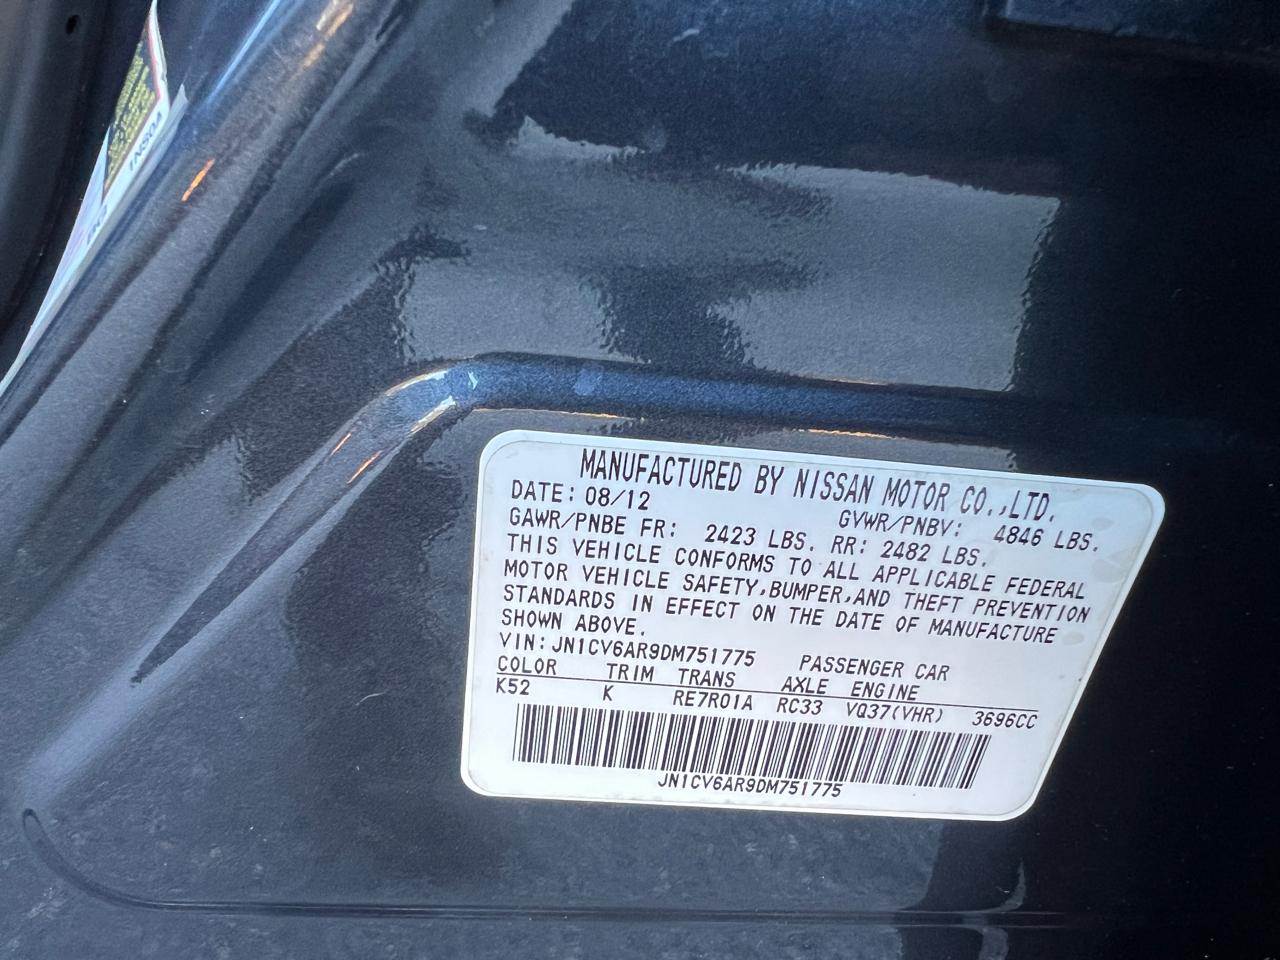 MANUFACTURED BY NISSAN MOTOR CO.,LTD.
DATE: 08/12 GVWR/PNBV: 4846 LBS.
GAWR/PNBE FR: 2423 LBS. RR: 2482 LBS.
THIS VEHICLE CONFORMS TO ALL APPLICABLE FEDERAL
MOTOR VEHICLE SAFETY,BUMPER,AND THEFT PREVENTION
STANDARDS IN EFFECT ON THE DATE OF MANUFACTURE
SHOWN ABOVE.
VIN:JN1CV6AR9DM751775 PASSENGER CAR
COLOR TRIM TRANS AXLE ENGINE
K52 K RE7R01A RC33 VQ37(VHR) 3696CC
JN1CV6AR9DM751775